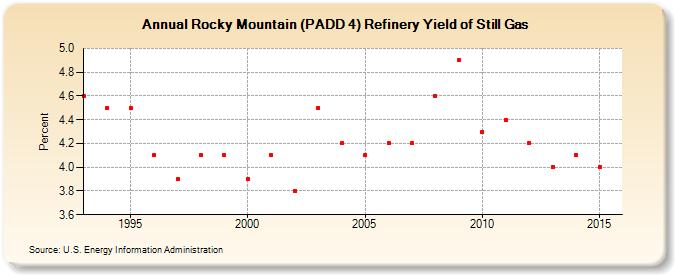 Annual Rocky Mountain (PADD 4) Refinery Yield of Still Gas
Percent
5.0
4.8
4.6
4.4
4.2
4.0
3.8
3.6
1995 2000 2005 2010 2015
Source: U.S. Energy Information Administration